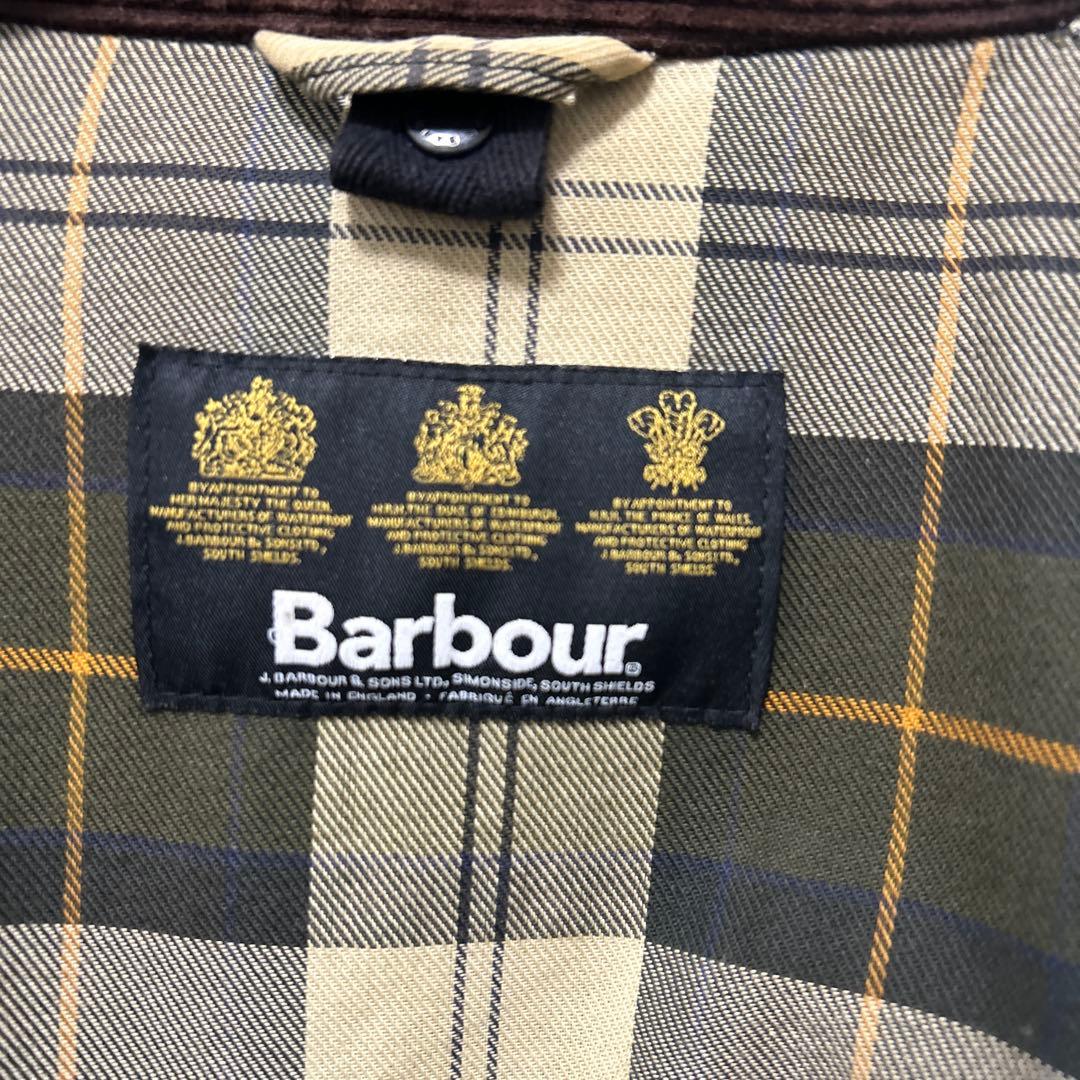 BY APPOINTMENT TO
HER MAJESTY THE QUEEN
MANUFACTURERS OF WATERPROOF
AND PROTECTIVE CLOTHING
J.BARBOUR & SONS LTD,
SOUTH SHIELDS
BY APPOINTMENT TO
H.R.H. THE DUKE OF EDINBURGH
MANUFACTURERS OF WATERPROOF
AND PROTECTIVE CLOTHING
J.BARBOUR & SONS LTD,
SOUTH SHIELDS.
BY APPOINTMENT TO
H.R.H. THE PRINCE OF WALES
MANUFACTURERS OF WATERPROOF
AND PROTECTIVE CLOTHING
J.BARBOUR & SONS LTD,
SOUTH SHIELDS.
Barbour®
J. BARBOUR & SONS LTD, SIMONSIDE, SOUTH SHIELDS
MADE IN ENGLAND · FABRIQUÉ EN ANGLETERRE